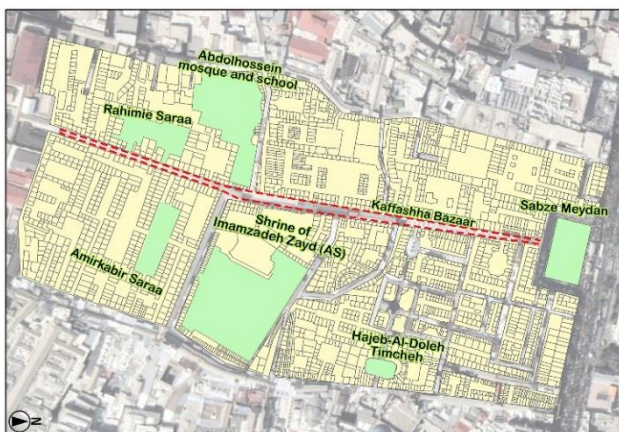 Abdolhossein
mosque and school
Rahimie Saraa
Kaffashha Bazaar
Sabze Meydan
Shrine of
Imamzadeh Zayd (AS)
Amirkabir Saraa
Hajeb-Al-Doleh
Timcheh
N